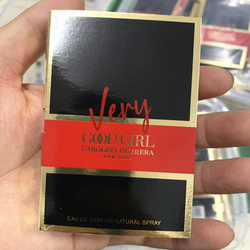 Very
GOOD GIRL
CAROLINA HERRERA
NEW YORK
EAU DE PARFUM NATURAL SPRAY